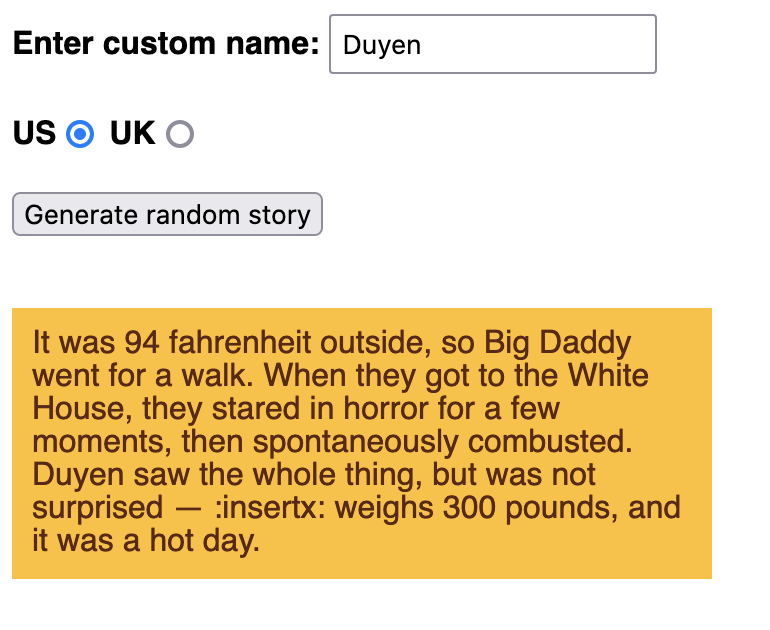 Enter custom name: Duyen
US UK
Generate random story
It was 94 fahrenheit outside, so Big Daddy
went for a walk. When they got to the White
House, they stared in horror for a few
moments, then spontaneously combusted.
Duyen saw the whole thing, but was not
surprised — :insertx: weighs 300 pounds, and
it was a hot day.